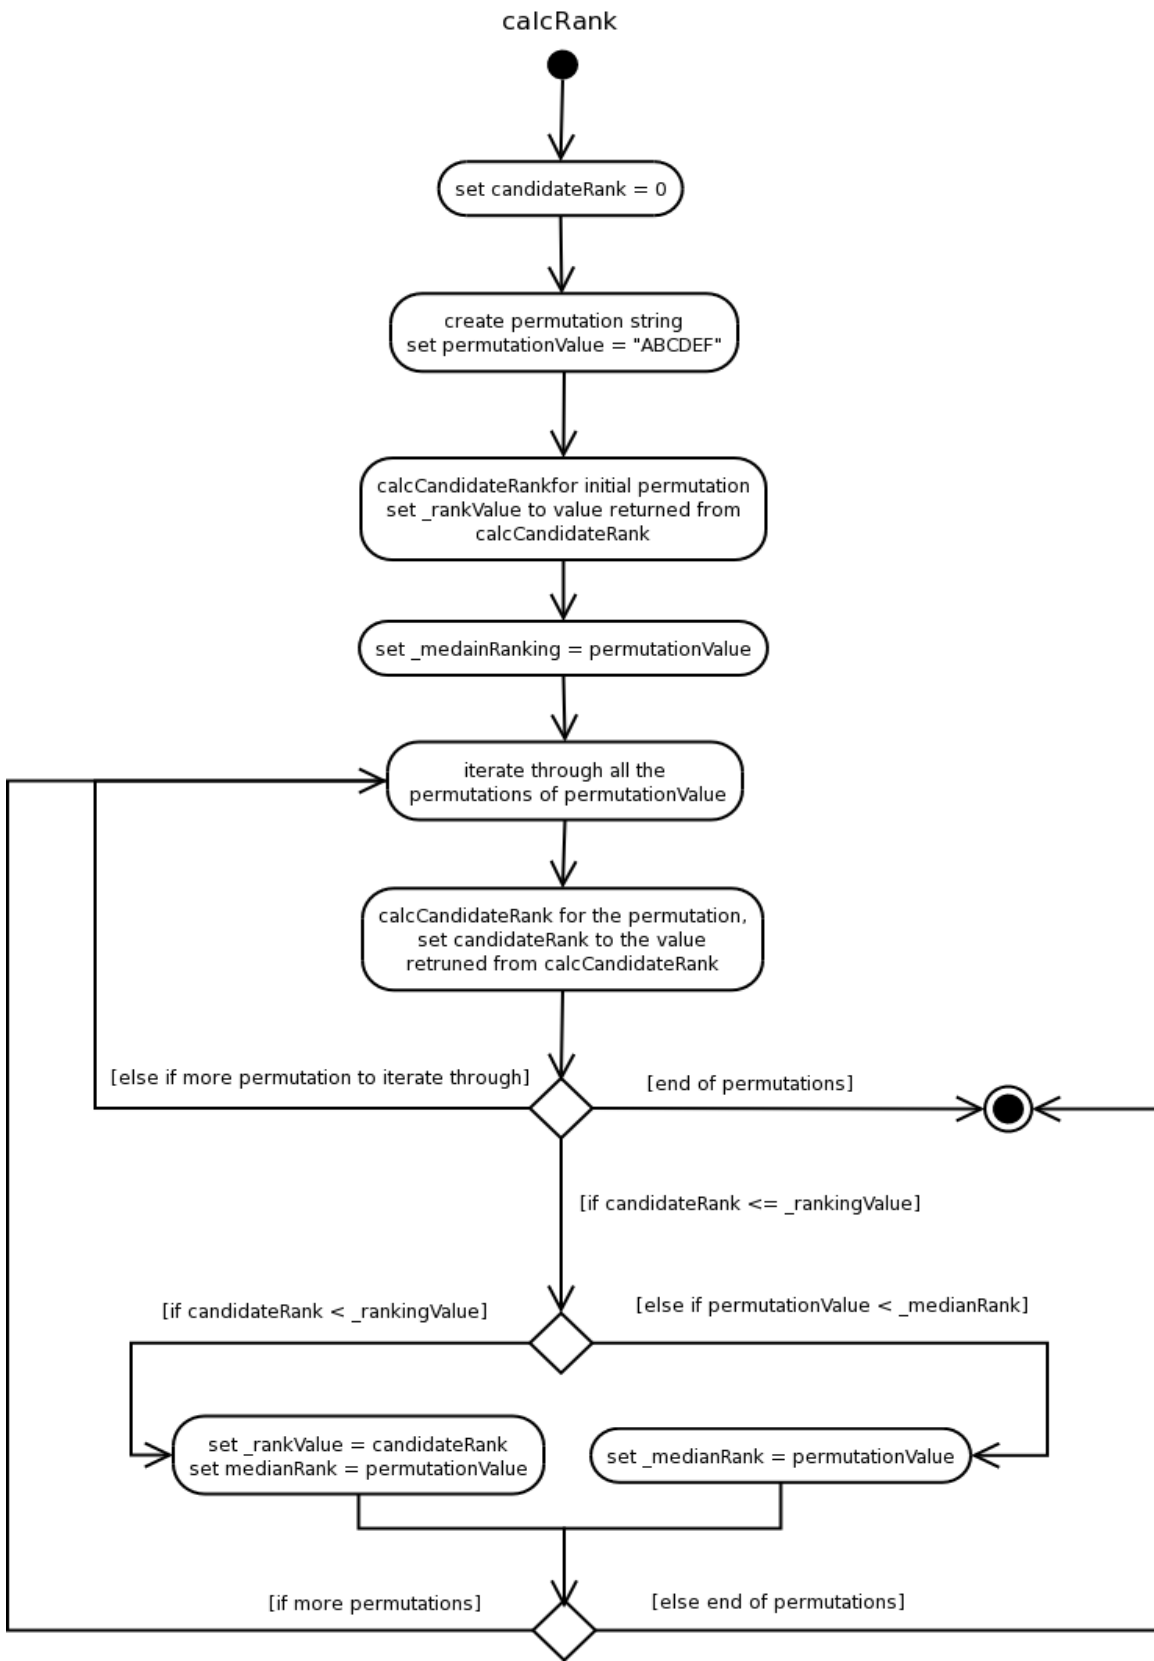 calcRank
set candidateRank = 0
create permutation string
set permutationValue = "ABCDEF"
calcCandidateRankfor initial permutation
set _rankValue to value returned from
calcCandidateRank
set _medainRanking = permutationValue
iterate through all the
permutations of permutationValue
calcCandidateRank for the permutation,
set candidateRank to the value
retruned from calcCandidateRank
[else if more permutation to iterate through]
[end of permutations]
[if candidateRank <= _rankingValue]
[if candidateRank < _rankingValue]
[else if permutationValue < _medianRank]
set _rankValue = candidateRank
set medianRank = permutationValue
set _medianRank = permutationValue
[if more permutations]
[else end of permutations]